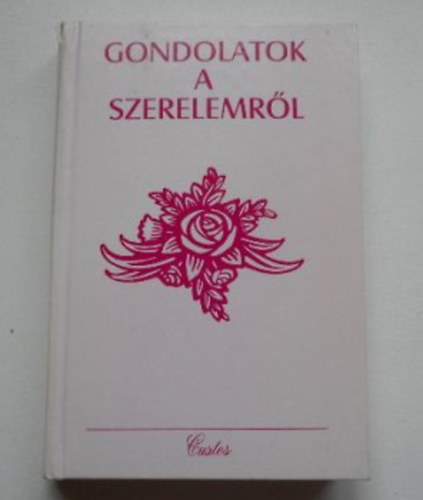 GONDOLATOK
A
SZERELEMRŐL
Custos